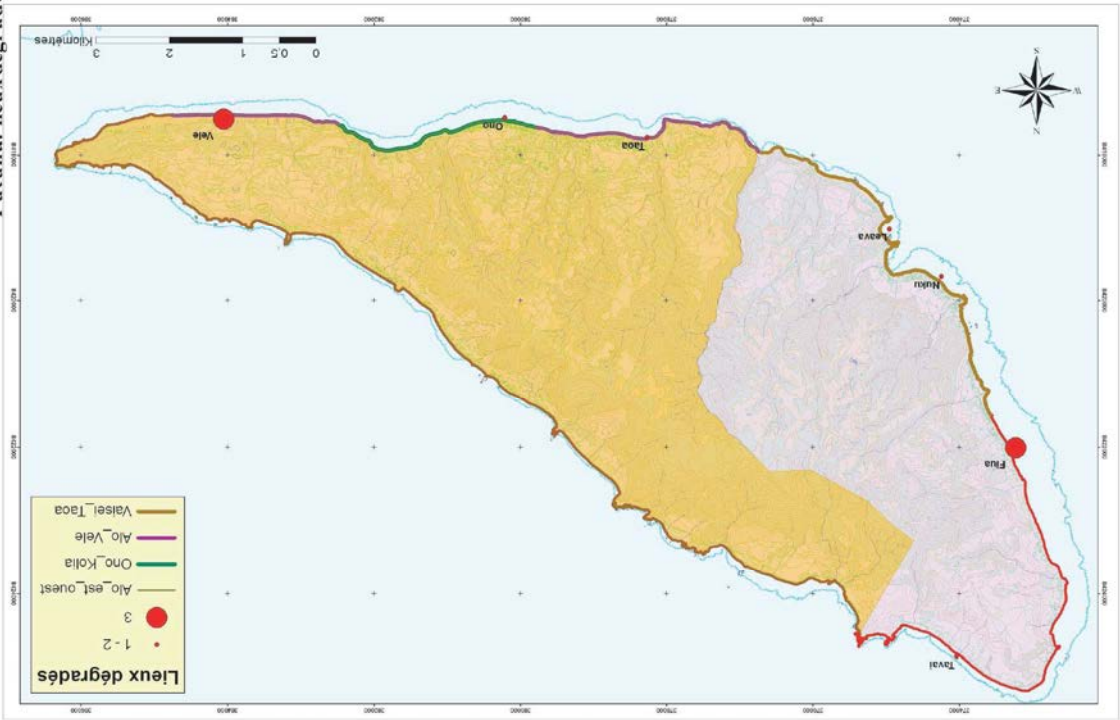 Tavai
Lieux dégradés
1 - 2
3
Alo_est_ouest
Ono_Kolia
Alo_Vele
Vaisei_Taoa
Fiua
Nuku
Leava
Taoa
Ono
Vele
N
W E
S
0 0,5 1 2 3
Kilomètres